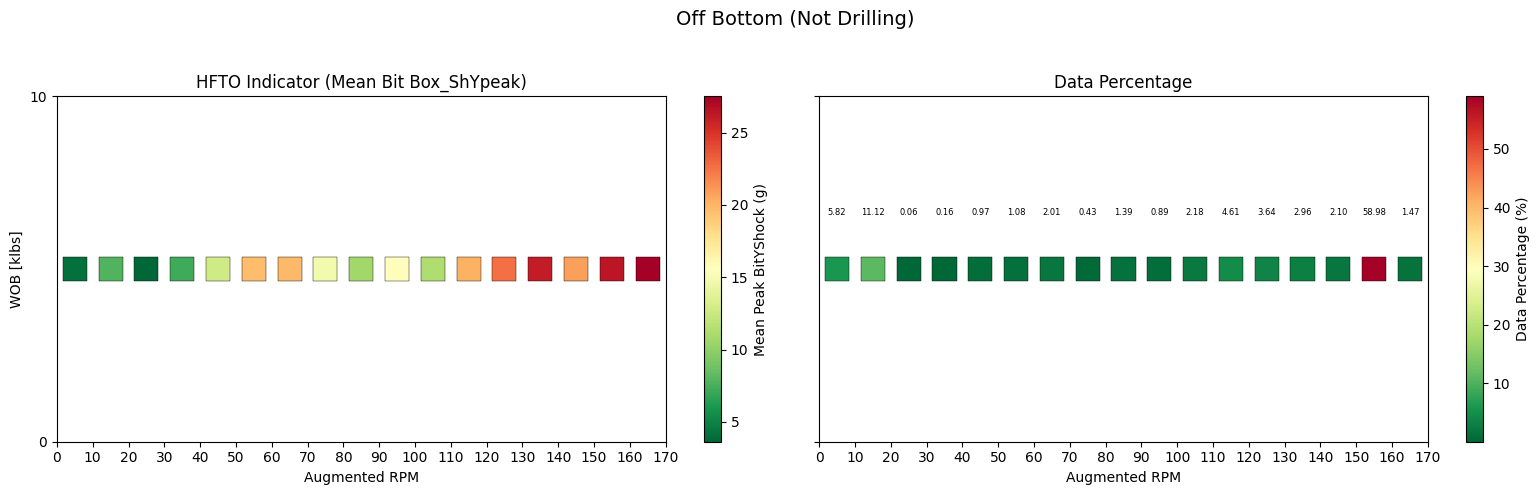 Off Bottom (Not Drilling)
HFTO Indicator (Mean Bit Box_ShYpeak)
10
0
WOB [klbs]
0 10 20 30 40 50 60 70 80 90 100 110 120 130 140 150 160 170
Augmented RPM
25
20
15
10
5
Mean Peak BitYShock (g)
Data Percentage
5.82 11.12 0.06 0.16 0.97 1.08 2.01 0.43 1.39 0.89 2.18 4.61 3.64 2.96 2.10 58.98 1.47
0 10 20 30 40 50 60 70 80 90 100 110 120 130 140 150 160 170
Augmented RPM
50
40
30
20
10
Data Percentage (%)